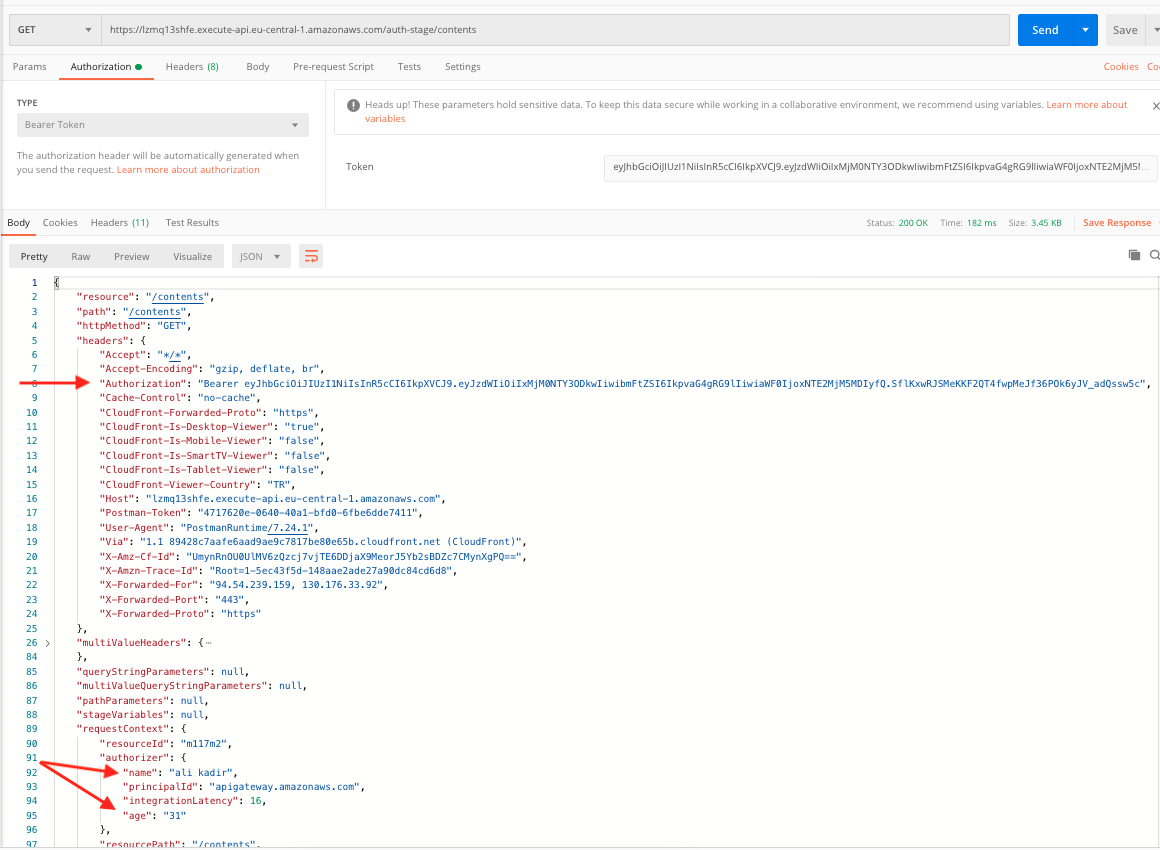 GET https://lzmq13shfe.execute-api.eu-central-1.amazonaws.com/auth-stage/contents Send Save
Params Authorization Headers (8) Body Pre-request Script Tests Settings Cookies Co
TYPE
Bearer Token
The authorization header will be automatically generated when
you send the request. Learn more about authorization
Heads up! These parameters hold sensitive data. To keep this data secure while working in a collaborative environment, we recommend using variables. Learn more about
variables
Token eyJhbGciOiJIUzI1NiIsInR5cCI6IkpXVCJ9.eyJzdWIiOiIxMjM0NTY3ODkwIiwibmFtZSI6IkpvaG4gRG9lIiwiaWF0IjoxNTE2MjM5...
Body Cookies Headers (11) Test Results Status: 200 OK Time: 182 ms Size: 3.45 KB Save Response
Pretty Raw Preview Visualize JSON
1 {
2 "resource": "/contents",
3 "path": "/contents",
4 "httpMethod": "GET",
5 "headers": {
6 "Accept": "*/*",
7 "Accept-Encoding": "gzip, deflate, br",
8 "Authorization": "Bearer eyJhbGciOiJIUzI1NiIsInR5cCI6IkpXVCJ9.eyJzdWIiOiIxMjM0NTY3ODkwIiwibmFtZSI6IkpvaG4gRG9lIiwiaWF0IjoxNTE2MjM5MDIyfQ.SflKxwRJSMeKKF2QT4fwpMeJf36POk6yJV_adQssw5c",
9 "Cache-Control": "no-cache",
10 "CloudFront-Forwarded-Proto": "https",
11 "CloudFront-Is-Desktop-Viewer": "true",
12 "CloudFront-Is-Mobile-Viewer": "false",
13 "CloudFront-Is-SmartTV-Viewer": "false",
14 "CloudFront-Is-Tablet-Viewer": "false",
15 "CloudFront-Viewer-Country": "TR",
16 "Host": "lzmq13shfe.execute-api.eu-central-1.amazonaws.com",
17 "Postman-Token": "4717620e-0640-40a1-bfd0-6fbe6dde7411",
18 "User-Agent": "PostmanRuntime/7.24.1",
19 "Via": "1.1 89428c7aafe6aad9ae9c7817be80e65b.cloudfront.net (CloudFront)",
20 "X-Amz-Cf-Id": "UmynRnOU0UlMV6zQzcj7vjTE6DDjaX9MeorJ5Yb2sBDZc7CMynXgPQ==",
21 "X-Amzn-Trace-Id": "Root=1-5ec43f5d-148aae2ade27a90dc84cd6d8",
22 "X-Forwarded-For": "94.54.239.159, 130.176.33.92",
23 "X-Forwarded-Port": "443",
24 "X-Forwarded-Proto": "https"
25 },
26 "multiValueHeaders": {⋯
84 },
85 "queryStringParameters": null,
86 "multiValueQueryStringParameters": null,
87 "pathParameters": null,
88 "stageVariables": null,
89 "requestContext": {
90 "resourceId": "m117m2",
91 "authorizer": {
92 "name": "ali kadir",
93 "principalId": "apigateway.amazonaws.com",
94 "integrationLatency": 16,
95 "age": "31"
96 },
97 "resourcePath": "/contents",